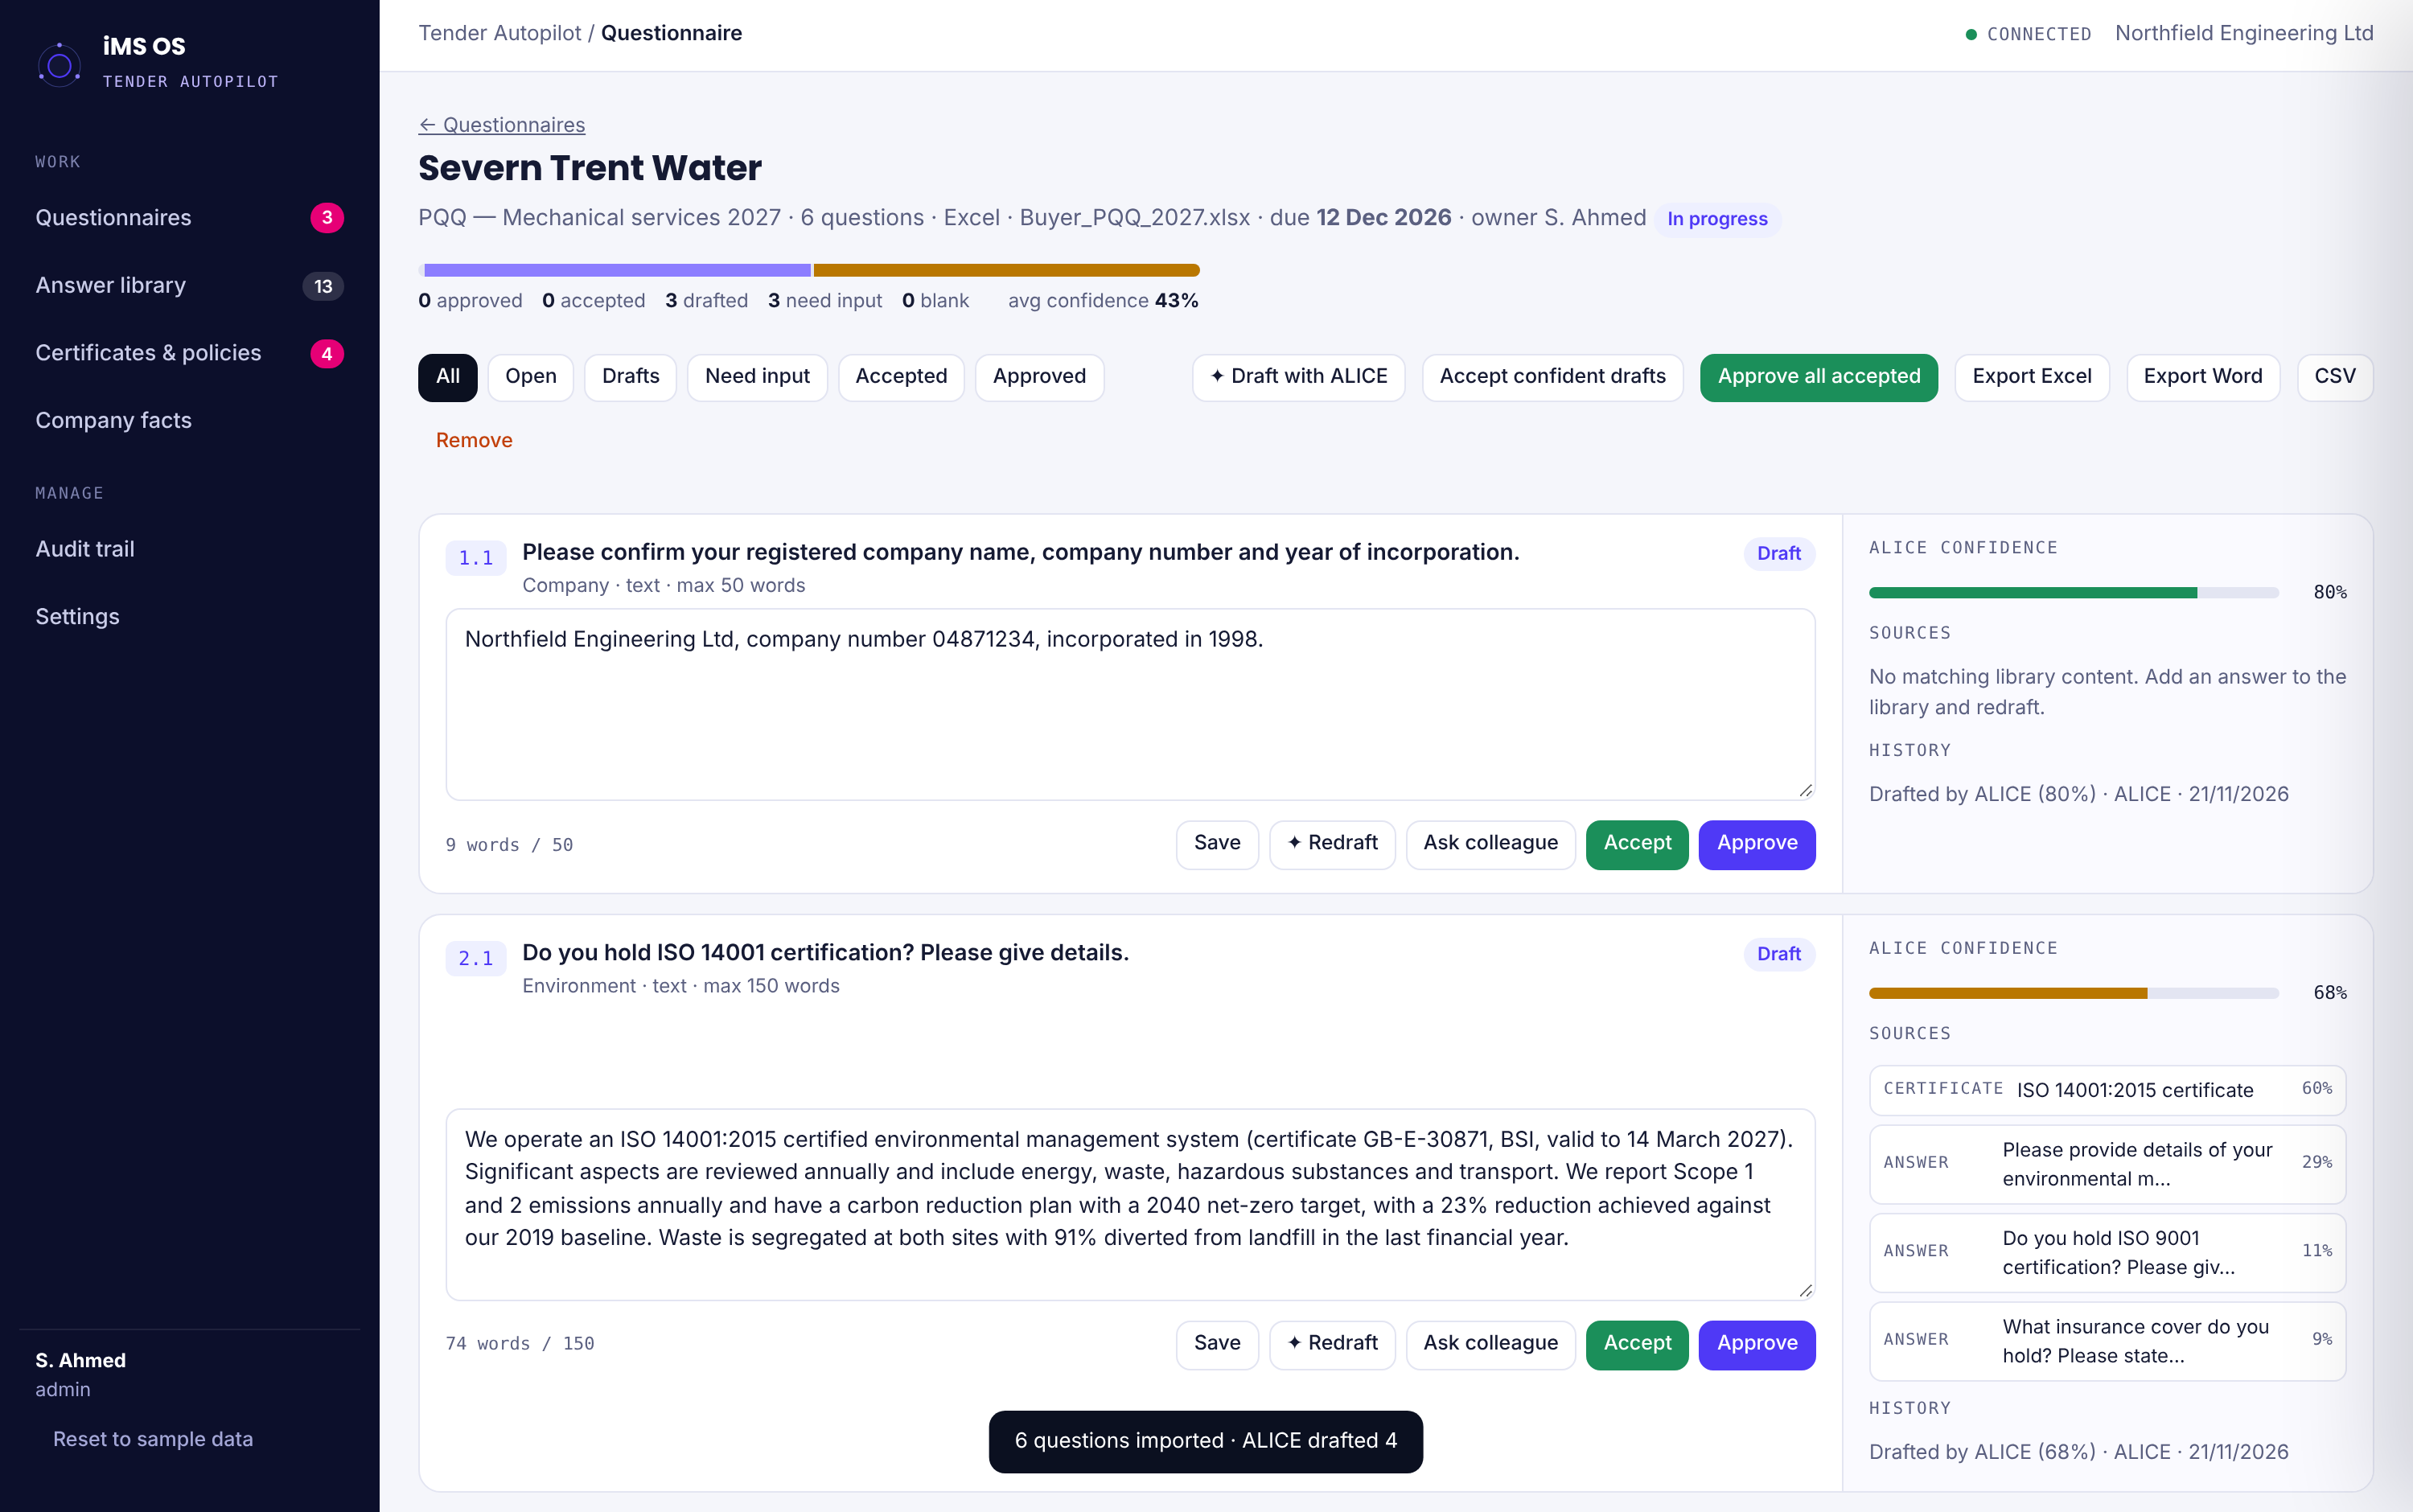 iMS OS
TENDER AUTOPILOT
WORK
Questionnaires 3
Answer library 13
Certificates & policies 4
Company facts
MANAGE
Audit trail
Settings
S. Ahmed
admin
Reset to sample data
Tender Autopilot / Questionnaire
CONNECTED Northfield Engineering Ltd
← Questionnaires
Severn Trent Water
PQQ — Mechanical services 2027 · 6 questions · Excel · Buyer_PQQ_2027.xlsx · due 12 Dec 2026 · owner S. Ahmed In progress
0 approved 0 accepted 3 drafted 3 need input 0 blank avg confidence 43%
All Open Drafts Need input Accepted Approved ✦ Draft with ALICE Accept confident drafts Approve all accepted Export Excel Export Word CSV
Remove
1.1 Please confirm your registered company name, company number and year of incorporation. Draft
Company · text · max 50 words
Northfield Engineering Ltd, company number 04871234, incorporated in 1998.
9 words / 50 Save ✦ Redraft Ask colleague Accept Approve
ALICE CONFIDENCE
80%
SOURCES
No matching library content. Add an answer to the
library and redraft.
HISTORY
Drafted by ALICE (80%) · ALICE · 21/11/2026
2.1 Do you hold ISO 14001 certification? Please give details. Draft
Environment · text · max 150 words
We operate an ISO 14001:2015 certified environmental management system (certificate GB-E-30871, BSI, valid to 14 March 2027).
Significant aspects are reviewed annually and include energy, waste, hazardous substances and transport. We report Scope 1
and 2 emissions annually and have a carbon reduction plan with a 2040 net-zero target, with a 23% reduction achieved against
our 2019 baseline. Waste is segregated at both sites with 91% diverted from landfill in the last financial year.
74 words / 150 Save ✦ Redraft Ask colleague Accept Approve
ALICE CONFIDENCE
68%
SOURCES
CERTIFICATE ISO 14001:2015 certificate 60%
ANSWER Please provide details of your
environmental m... 29%
ANSWER Do you hold ISO 9001
certification? Please giv... 11%
ANSWER What insurance cover do you
hold? Please state... 9%
HISTORY
Drafted by ALICE (68%) · ALICE · 21/11/2026
6 questions imported · ALICE drafted 4